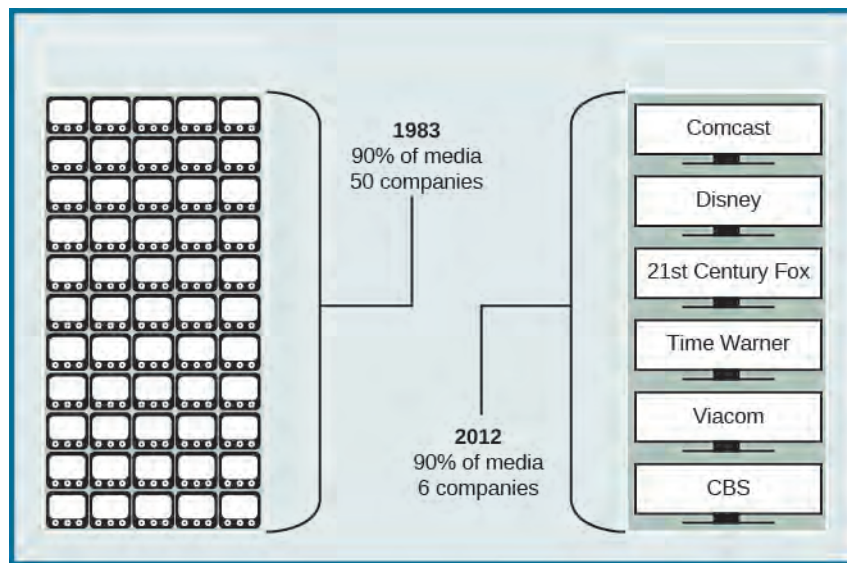 1983
90% of media
50 companies
2012
90% of media
6 companies
Comcast
Disney
21st Century Fox
Time Warner
Viacom
CBS